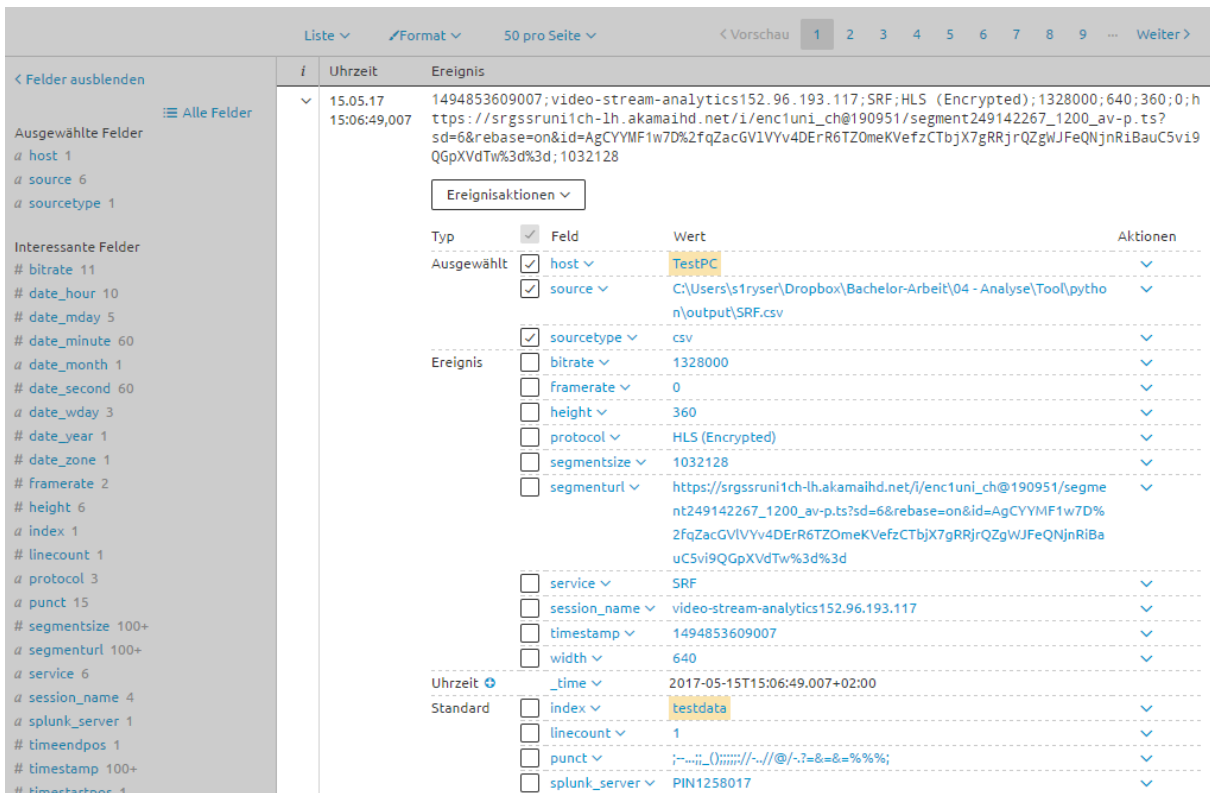 Liste Format 50 pro Seite < Vorschau 1 2 3 4 5 6 7 8 9 ... Weiter >
< Felder ausblenden
Alle Felder
Ausgewählte Felder
a host 1
a source 6
a sourcetype 1
Interessante Felder
# bitrate 11
# date_hour 10
# date_mday 5
# date_minute 60
a date_month 1
# date_second 60
a date_wday 3
# date_year 1
# date_zone 1
# framerate 2
# height 6
a index 1
# linecount 1
a protocol 3
a punct 15
# segmentsize 100+
a segmenturl 100+
a service 6
a session_name 4
a splunk_server 1
# timeendpos 1
# timestamp 100+
# timestartpos 1
i Uhrzeit Ereignis
15.05.17
15:06:49,007
1494853609007;video-stream-analytics152.96.193.117;SRF;HLS (Encrypted);1328000;640;360;0;h
ttps://srgssruni1ch-lh.akamaihd.net/i/enc1uni_ch@190951/segment249142267_1200_av-p.ts?
sd=6&rebase=on&id=AgCYYMF1w7D%2fqZacGVlVYv4DErR6TZOmeKVefzCTbjX7gRRjrQZgWJFeQNjnRiBauC5vi9
QGpXVdTw%3d%3d;1032128
Ereignisaktionen
Typ Feld Wert Aktionen
Ausgewählt host TestPC
source C:\Users\s1ryser\Dropbox\Bachelor-Arbeit\04 - Analyse\Tool\pytho
n\output\SRF.csv
sourcetype csv
Ereignis bitrate 1328000
framerate 0
height 360
protocol HLS (Encrypted)
segmentsize 1032128
segmenturl https://srgssruni1ch-lh.akamaihd.net/i/enc1uni_ch@190951/segme
nt249142267_1200_av-p.ts?sd=6&rebase=on&id=AgCYYMF1w7D%
2fqZacGVlVYv4DErR6TZOmeKVefzCTbjX7gRRjrQZgWJFeQNjnRiBa
uC5vi9QGpXVdTw%3d%3d
service SRF
session_name video-stream-analytics152.96.193.117
timestamp 1494853609007
width 640
Uhrzeit _time 2017-05-15T15:06:49.007+02:00
Standard index testdata
linecount 1
punct ;--...;;_();;;;;://-..//@/-.?=&=&=%%%;
splunk_server PIN1258017